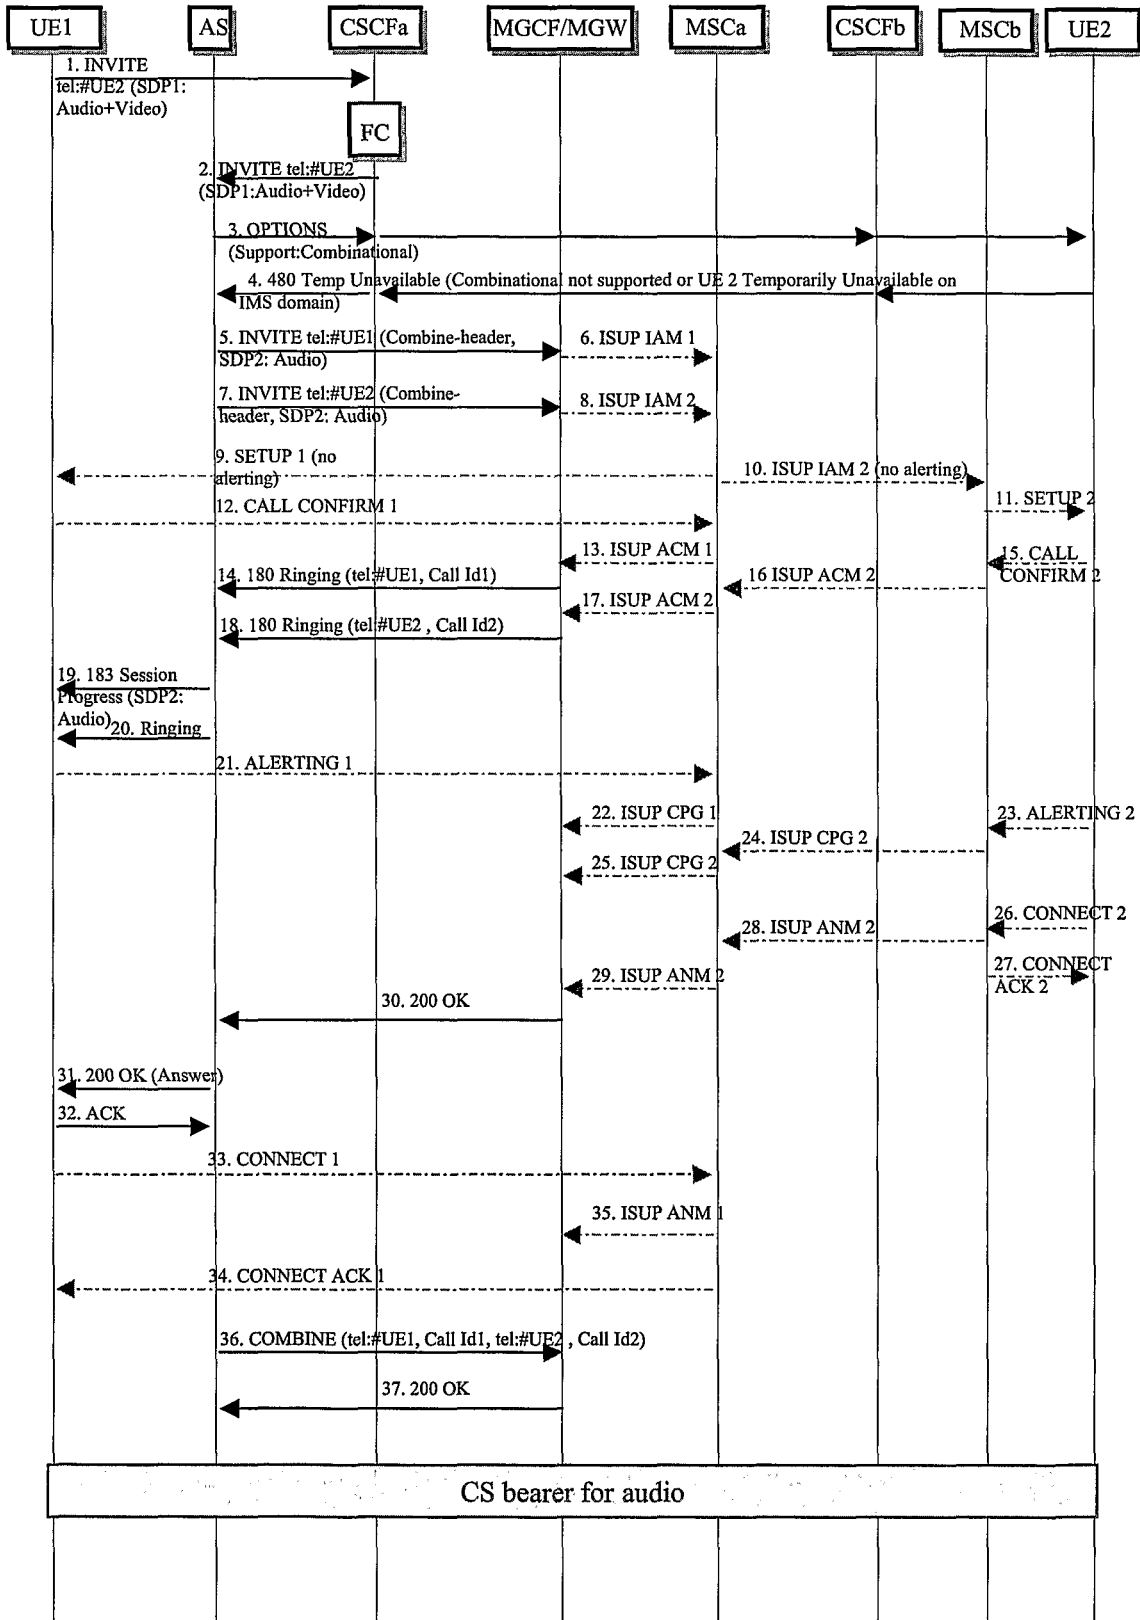 UE1
AS
CSCFa
MGCF/MGW
MSCa
CSCFb
MSCb
UE2
1. INVITE
tel:#UE2 (SDP1:
Audio+Video)
FC
2. INVITE tel:#UE2
(SDP1:Audio+Video)
3. OPTIONS
(Support:Combinational)
4. 480 Temp Unavailable (Combinational not supported or UE 2 Temporarily Unavailable on
IMS domain)
5. INVITE tel:#UE1 (Combine-header,
SDP2: Audio)
6. ISUP IAM 1
7. INVITE tel:#UE2 (Combine-
header, SDP2: Audio)
8. ISUP IAM 2
9. SETUP 1 (no
alerting)
10. ISUP IAM 2 (no alerting)
11. SETUP 2
12. CALL CONFIRM 1
13. ISUP ACM 1
14. 180 Ringing (tel:#UE1, Call Id1)
15. CALL
CONFIRM 2
16 ISUP ACM 2
17. ISUP ACM 2
18. 180 Ringing (tel:#UE2 , Call Id2)
19. 183 Session
Progress (SDP2:
Audio)
20. Ringing
21. ALERTING 1
22. ISUP CPG 1
23. ALERTING 2
24. ISUP CPG 2
25. ISUP CPG 2
26. CONNECT 2
28. ISUP ANM 2
27. CONNECT
ACK 2
29. ISUP ANM 2
30. 200 OK
31. 200 OK (Answer)
32. ACK
33. CONNECT 1
35. ISUP ANM 1
34. CONNECT ACK 1
36. COMBINE (tel:#UE1, Call Id1, tel:#UE2 , Call Id2)
37. 200 OK
CS bearer for audio